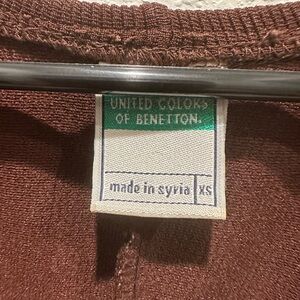 UNITED COLORS
OF BENETTON.
made in syria XS